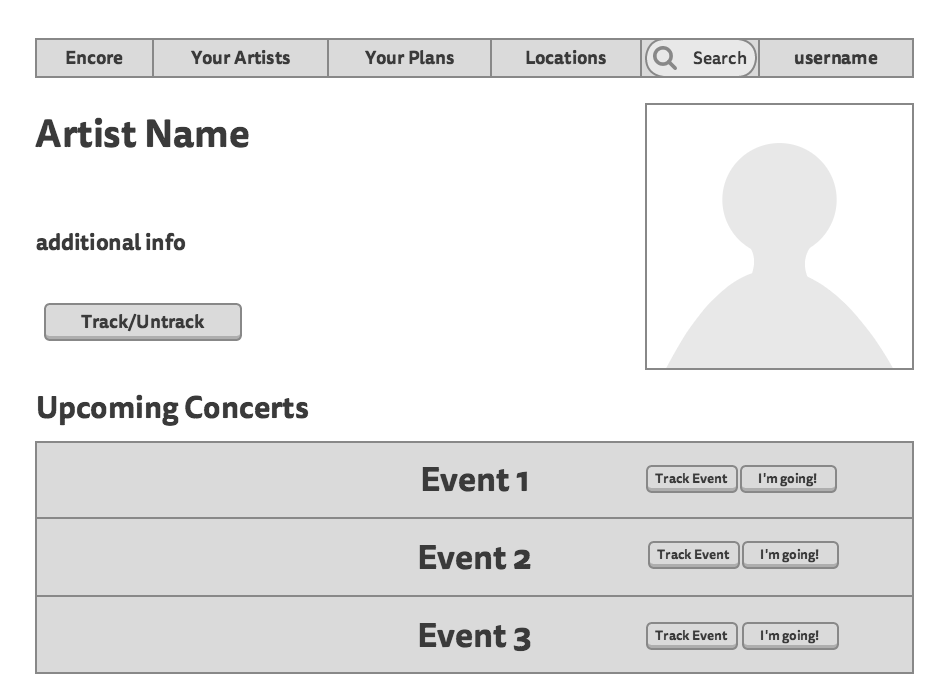 Encore Your Artists Your Plans Locations Search username
Artist Name
additional info
Track/Untrack
Upcoming Concerts
Event 1 Track Event I'm going!
Event 2 Track Event I'm going!
Event 3 Track Event I'm going!